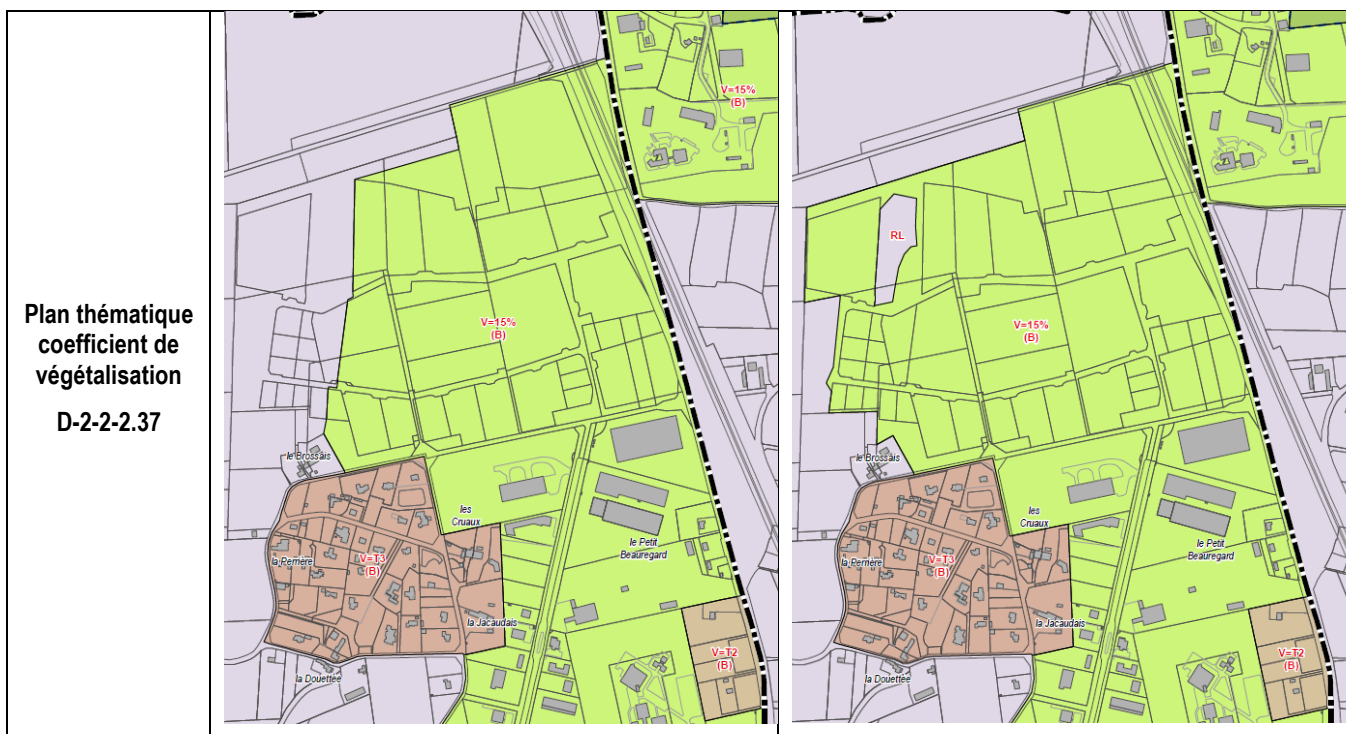 Plan thématique
coefficient de
végétalisation
D-2-2-2.37
V=15%
(B)
V=15%
(B)
le Brossais
les
Cruaux
le Petit
Beauregard
la Perrière
V=T3
(B)
la Jacaudais
V=T2
(B)
la Douettée
RL
V=15%
(B)
le Brossais
les
Cruaux
le Petit
Beauregard
la Perrière
V=T3
(B)
la Jacaudais
V=T2
(B)
la Douettée